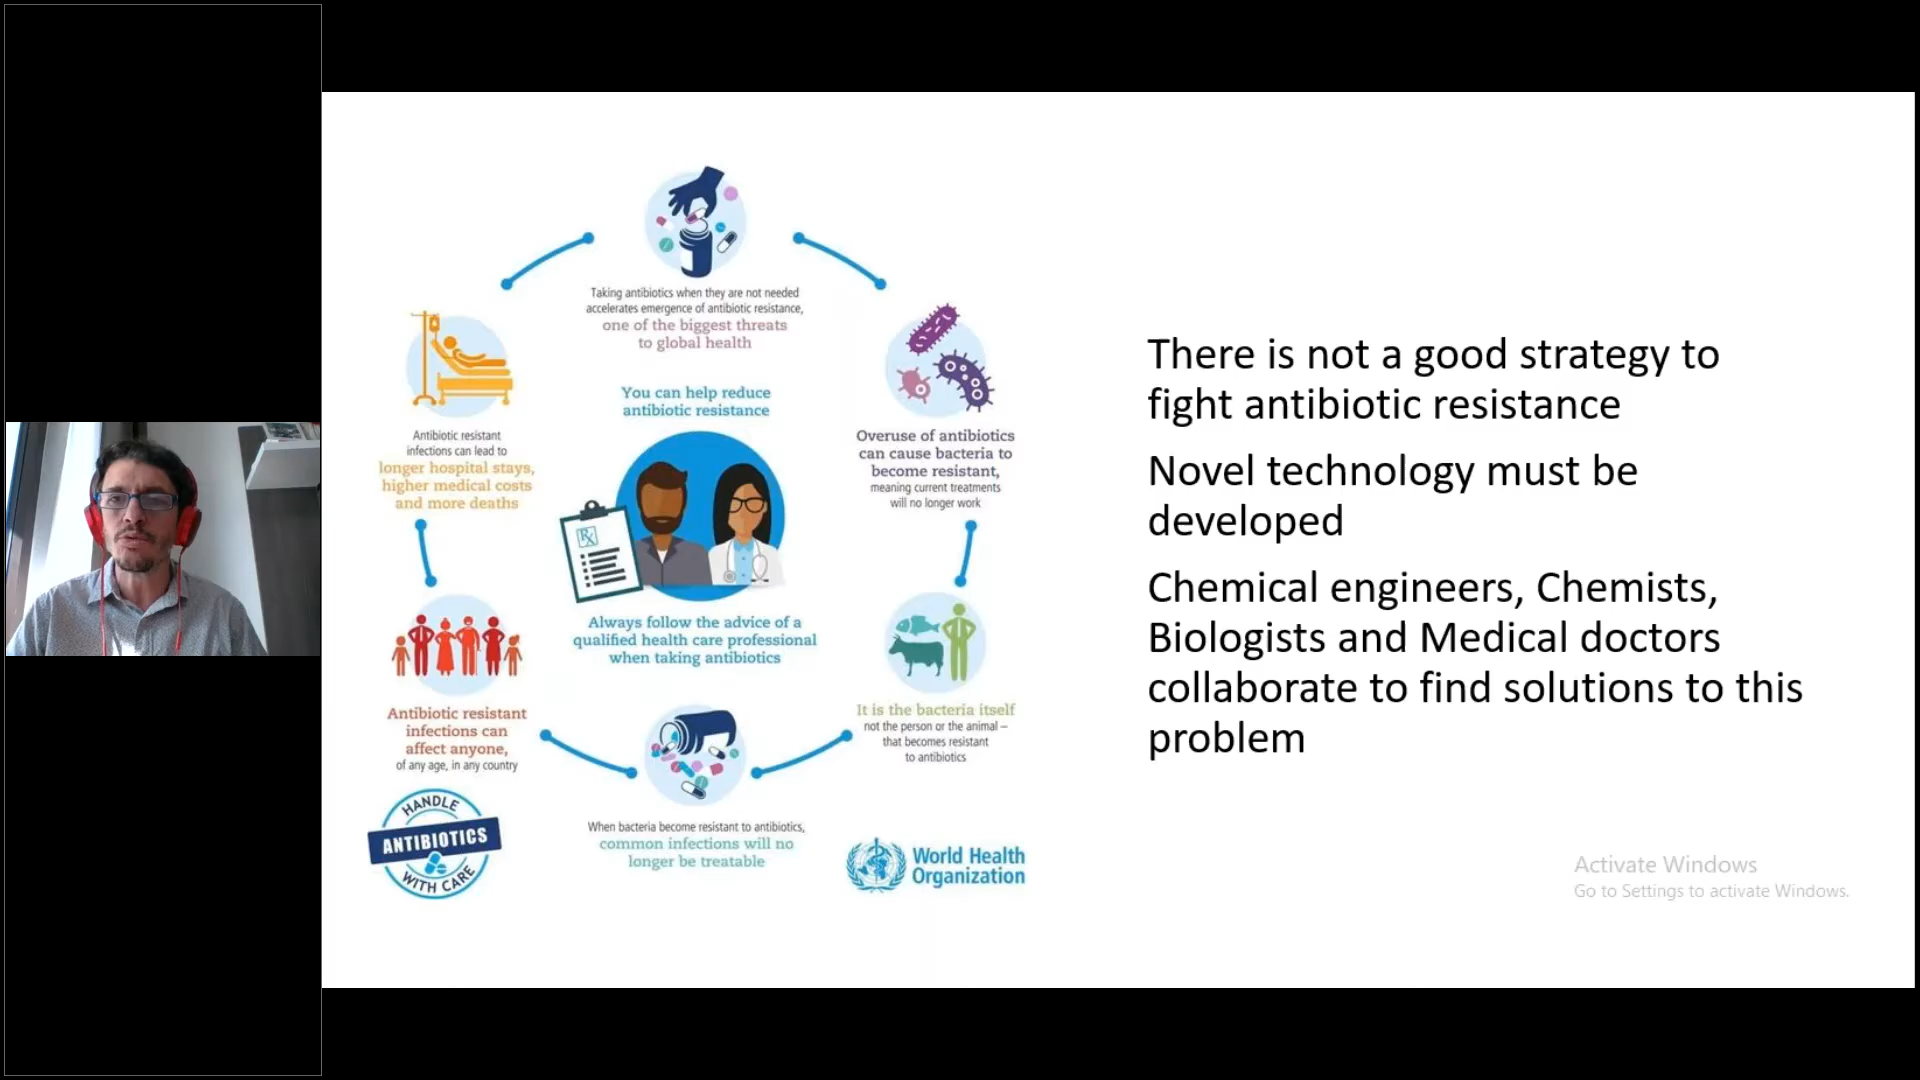 Taking antibiotics when they are not needed
accelerates emergence of antibiotic resistance,
one of the biggest threats
to global health
You can help reduce
antibiotic resistance
Antibiotic resistant
infections can lead to
longer hospital stays,
higher medical costs
and more deaths
Overuse of antibiotics
can cause bacteria to
become resistant,
meaning current treatments
will no longer work
Rx
Always follow the advice of a
qualified health care professional
when taking antibiotics
Antibiotic resistant
infections can
affect anyone,
of any age, in any country
It is the bacteria itself
not the person or the animal –
that becomes resistant
to antibiotics
When bacteria become resistant to antibiotics,
common infections will no
longer be treatable
HANDLE
ANTIBIOTICS
WITH CARE
World Health
Organization
There is not a good strategy to
fight antibiotic resistance
Novel technology must be
developed
Chemical engineers, Chemists,
Biologists and Medical doctors
collaborate to find solutions to this
problem
Activate Windows
Go to Settings to activate Windows.